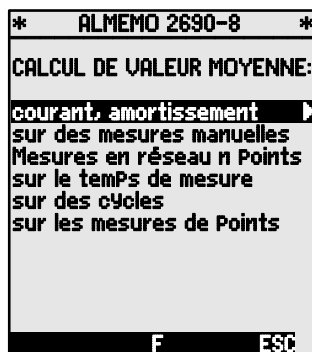 * ALMEMO 2690-8 *
CALCUL DE VALEUR MOYENNE:
courant, amortissement
sur des mesures manuelles
Mesures en réseau n Points
sur le temps de mesure
sur des cycles
sur les mesures de Points
F ESC